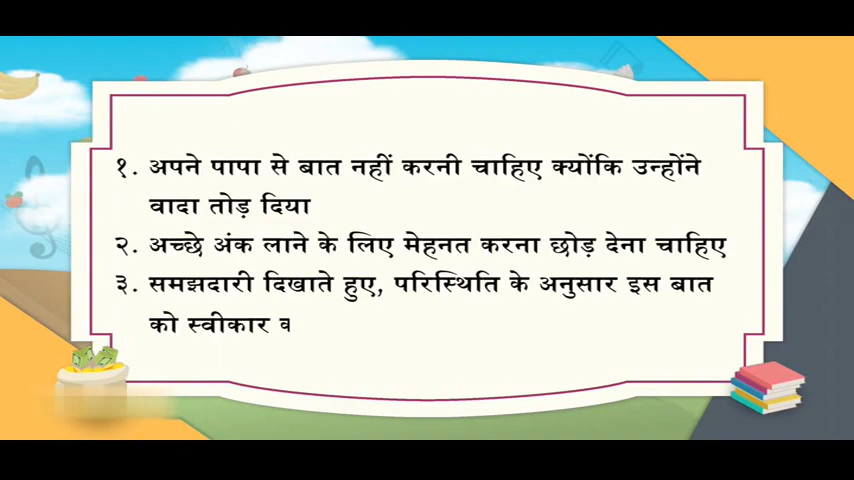 १. अपने पापा से बात नहीं करनी चाहिए क्योंकि उन्होंने
वादा तोड़ दिया
२. अच्छे अंक लाने के लिए मेहनत करना छोड़ देना चाहिए
३. समझदारी दिखाते हुए, परिस्थिति के अनुसार इस बात
को स्वीकार